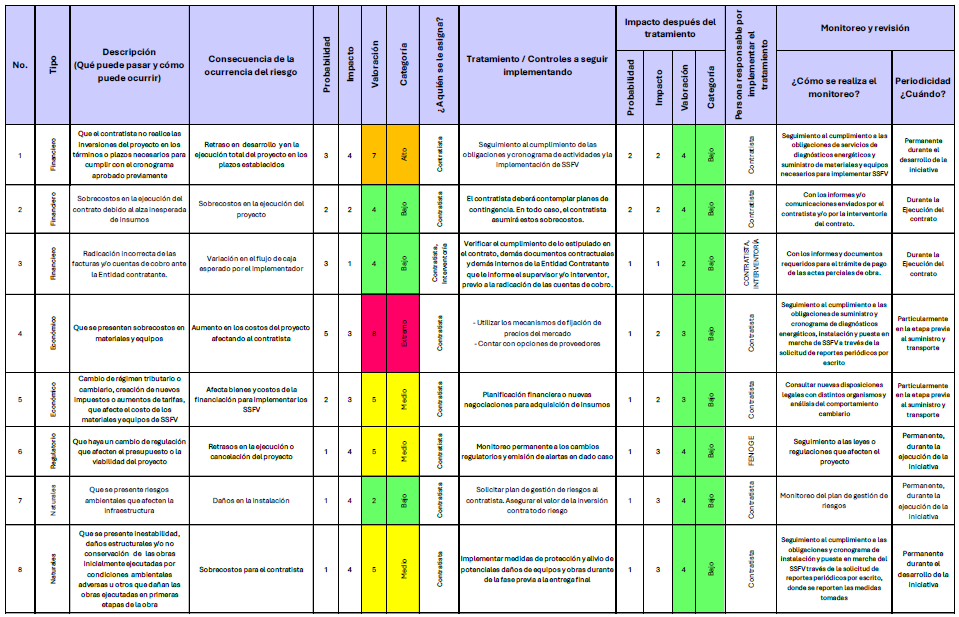 No.
Tipo
Descripción
(Qué puede pasar y cómo
puede ocurrir)
Consecuencia de la
ocurrencia del riesgo
Probabilidad
Impacto
Valoración
Categoría
¿A quién se le asigna?
Tratamiento / Controles a seguir
implementando
Impacto después del
tratamiento
Probabilidad
Impacto
Valoración
Categoría
Persona responsable por
implementar el
tratamiento
Monitoreo y revisión
¿Cómo se realiza el
monitoreo?
Periodicidad
¿Cuándo?
1
Financiero
Que el contratista no realice las
inversiones del proyecto en los
términos o plazos necesarios para
cumplir con el cronograma
aprobado previamente
Retraso en desarrollo y en la
ejecución total del proyecto en los
plazos establecidos
3
4
7
Alto
Contratista
Seguimiento al cumplimiento de las
obligaciones y cronograma de actividades y la
implementación de SSFV
2
2
4
Bajo
Contratista
Seguimiento al cumplimiento a las
obligaciones de servicios de
diagnósticos energéticos y
suministro de materiales y equipos
necesarios para implementar SSFV
Permanente
durante el
desarrollo de la
iniciativa
2
Financiero
Sobrecostos en la ejecución del
contrato debido al alza inesperada
de insumos
Sobrecostos en la ejecución del
proyecto
2
2
4
Bajo
Contratista
El contratista deberá contemplar planes de
contingencia. En todo caso, el contratista
asumirá estos sobrecostos.
2
2
4
Bajo
Contratista
Con los informes y/o
comunicaciones enviados por el
contratista y/o por la interventoría
del contrato.
Durante la
Ejecución del
contrato
3
Financiero
Radicación incorrecta de las
facturas y/o cuentas de cobro ante
la Entidad contratante.
Variación en el flujo de caja
esperado por el implementador
3
1
4
Bajo
Contratista,
Interventoria
Verificar el cumplimiento de lo estipulado en
el contrato, demás documentos contractuales
y demás internos de la Entidad Contratante
que le informe el supervisor y/o interventor,
previo a la radicación de las cuentas de cobro.
1
1
2
Bajo
CONTRATISTA,
INTERVENTORÍA
Con los informes y documentos
requeridos para el trámite de pago
de las actas parciales de obra.
Durante la
Ejecución del
contrato
4
Económico
Que se presentan sobrecostos en
materiales y equipos
Aumento en los costos del proyecto
afectando al contratista
5
3
8
Extremo
Contratista
- Utilizar los mecanismos de fijación de
precios del mercado
- Contar con opciones de proveedores
1
2
3
Bajo
Contratista
Seguimiento al cumplimiento a las
obligaciones de suministro y
cronograma de diagnósticos
energéticos, instalación y puesta en
marcha de SSFV a través de la
solicitud de reportes periódicos por
escrito
Particularmente
en la etapa previa
al suministro y
transporte
5
Económico
Cambio de régimen tributario o
cambiario, creación de nuevos
impuestos o aumentos de tarifas,
que afecte el costo de los
materiales y equipos de SSFV
Afecta bienes y costos de la
financiación para implementar los
SSFV
2
3
5
Medio
Contratista
Planificación financiera o nuevas
negociaciones para adquisición de insumos
1
2
3
Bajo
Contratista
Consultar nuevas disposiciones
legales con distintos organismos y
análisis del comportamiento
cambiario
Particularmente
en la etapa previa
al suministro y
transporte
6
Regulatorio
Que haya un cambio de regulación
que afecten el presupuesto o la
viabilidad del proyecto
Retrasos en la ejecución o
cancelación del proyecto
1
4
5
Medio
Contratista
Monitoreo permanente a los cambios
regulatorios y emisión de alertas en dado caso
1
3
4
Bajo
FENOGE
Seguimiento a las leyes o
regulaciones que afecten el
proyecto
Permanente,
durante la
ejecución de la
iniciativa
7
Naturales
Que se presente riesgos
ambientales que afecten la
infraestructura
Daños en la instalación
1
4
2
Bajo
Contratista
Solicitar plan de gestión de riesgos al
contratista. Asegurar el valor de la inversión
contra todo riesgo
1
3
4
Bajo
Contratista
Monitoreo del plan de gestión de
riesgos
Permanente,
durante la
ejecución de la
iniciativa
8
Naturales
Que se presente inestabilidad,
daños estructurales y/o no
conservación de las obras
inicialmente ejecutadas por
condiciones ambientales
adversas u otros que dañan las
obras ejecutadas en primeras
etapas de la obra
Sobrecostos para el contratista
1
4
5
Medio
Contratista
Implementar medidas de protección y alivio de
potenciales daños de equipos y obras durante
de la fase previa a la entrega final
1
3
4
Bajo
Contratista
Seguimiento al cumplimiento a las
obligaciones y cronograma de
instalación y puesta en marche del
SSFV través de la solicitud de
reportes periódicos por escrito,
donde se reporten las medidas
tomadas
Permanente
durante el
desarrollo de la
iniciativa